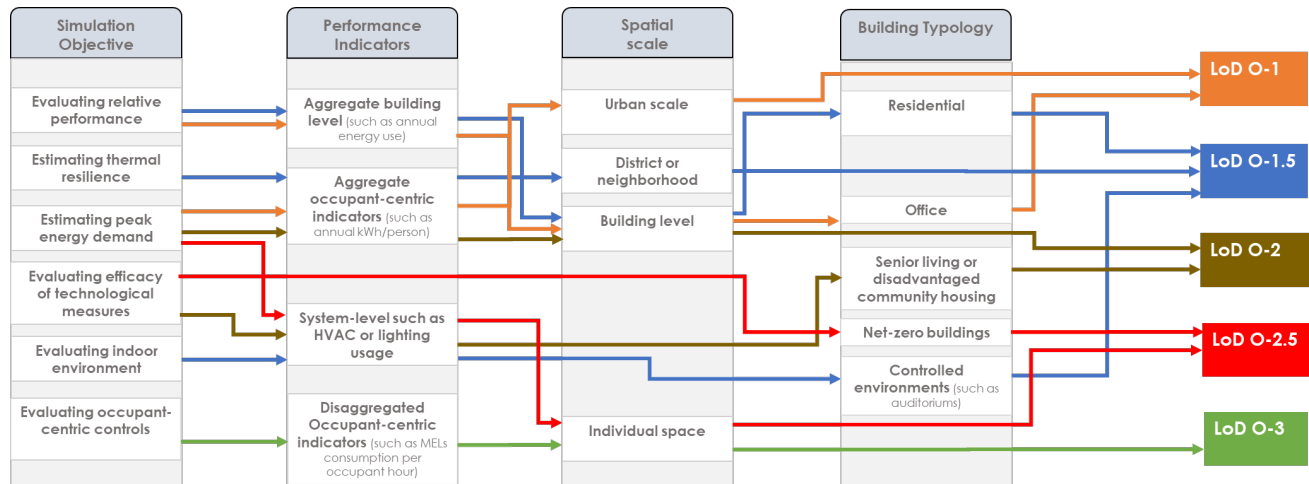 Simulation
Objective
Performance
Indicators
Spatial
scale
Building Typology
Evaluating relative
performance
Estimating thermal
resilience
Estimating peak
energy demand
Evaluating efficacy
of technological
measures
Evaluating indoor
environment
Evaluating occupant-
centric controls
Aggregate building
level (such as annual
energy use)
Aggregate
occupant-centric
indicators (such as
annual kWh/person)
System-level such as
HVAC or lighting
usage
Disaggregated
Occupant-centric
indicators (such as MELs
consumption per
occupant hour)
Urban scale
District or
neighborhood
Building level
Individual space
Residential
Office
Senior living or
disadvantaged
community housing
Net-zero buildings
Controlled
environments (such as
auditoriums)
LoD O-1
LoD O-1.5
LoD O-2
LoD O-2.5
LoD O-3